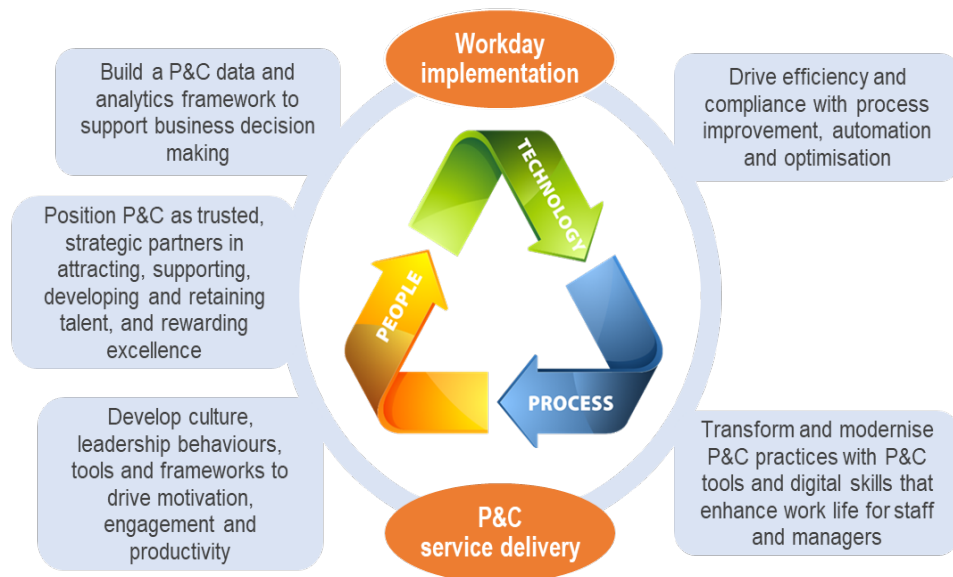 Workday
implementation
Build a P&C data and
analytics framework to
support business decision
making
Position P&C as trusted,
strategic partners in
attracting, supporting,
developing and retaining
talent, and rewarding
excellence
Develop culture,
leadership behaviours,
tools and frameworks to
drive motivation,
engagement and
productivity
TECHNOLOGY
PEOPLE
PROCESS
Drive efficiency and
compliance with process
improvement, automation
and optimisation
Transform and modernise
P&C practices with P&C
tools and digital skills that
enhance work life for staff
and managers
P&C
service delivery